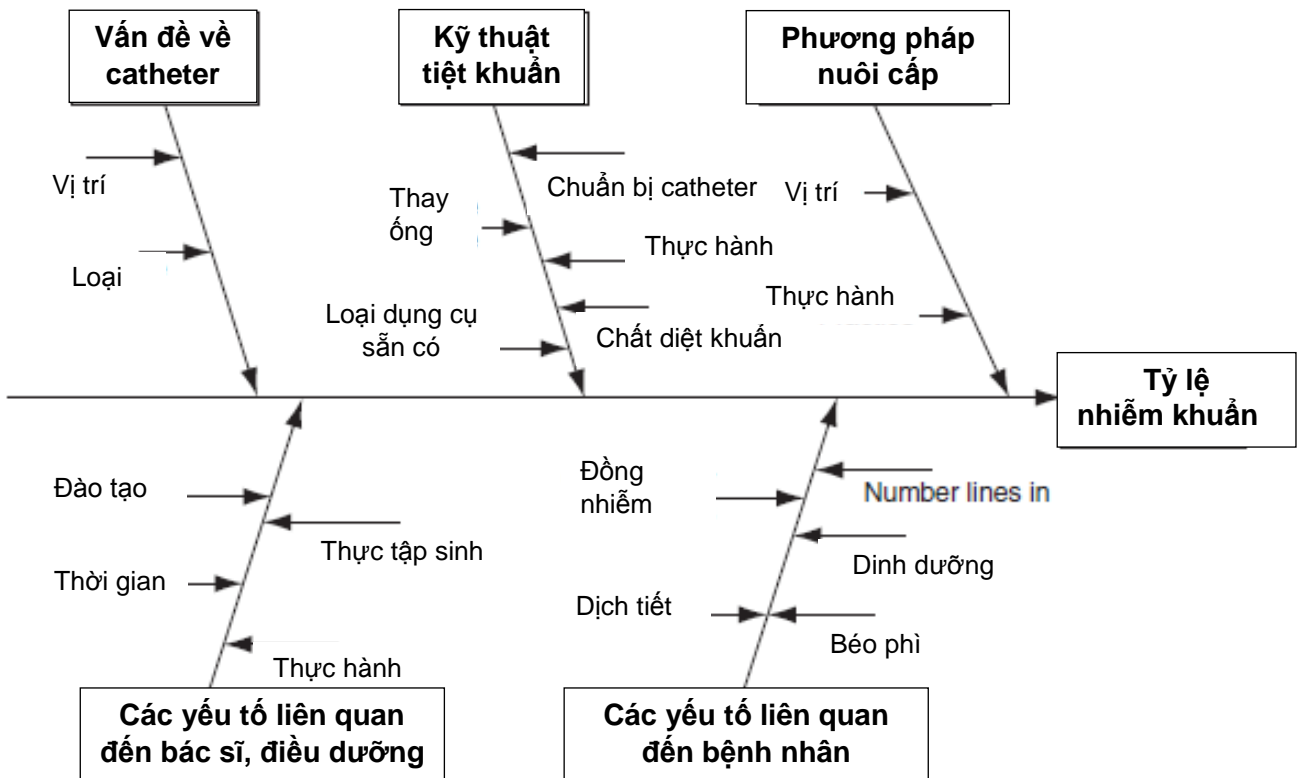 Vấn đề về
catheter
Kỹ thuật
tiệt khuẩn
Phương pháp
nuôi cấp
Vị trí
Loại
Chuẩn bị catheter
Thay
ống
Thực hành
Loại dụng cụ
sẵn có
Chất diệt khuẩn
Vị trí
Thực hành
Tỷ lệ
nhiễm khuẩn
Đào tạo
Thực tập sinh
Thời gian
Thực hành
Đồng
nhiễm
Number lines in
Dinh dưỡng
Dịch tiết
Béo phì
Các yếu tố liên quan
đến bác sĩ, điều dưỡng
Các yếu tố liên quan
đến bệnh nhân